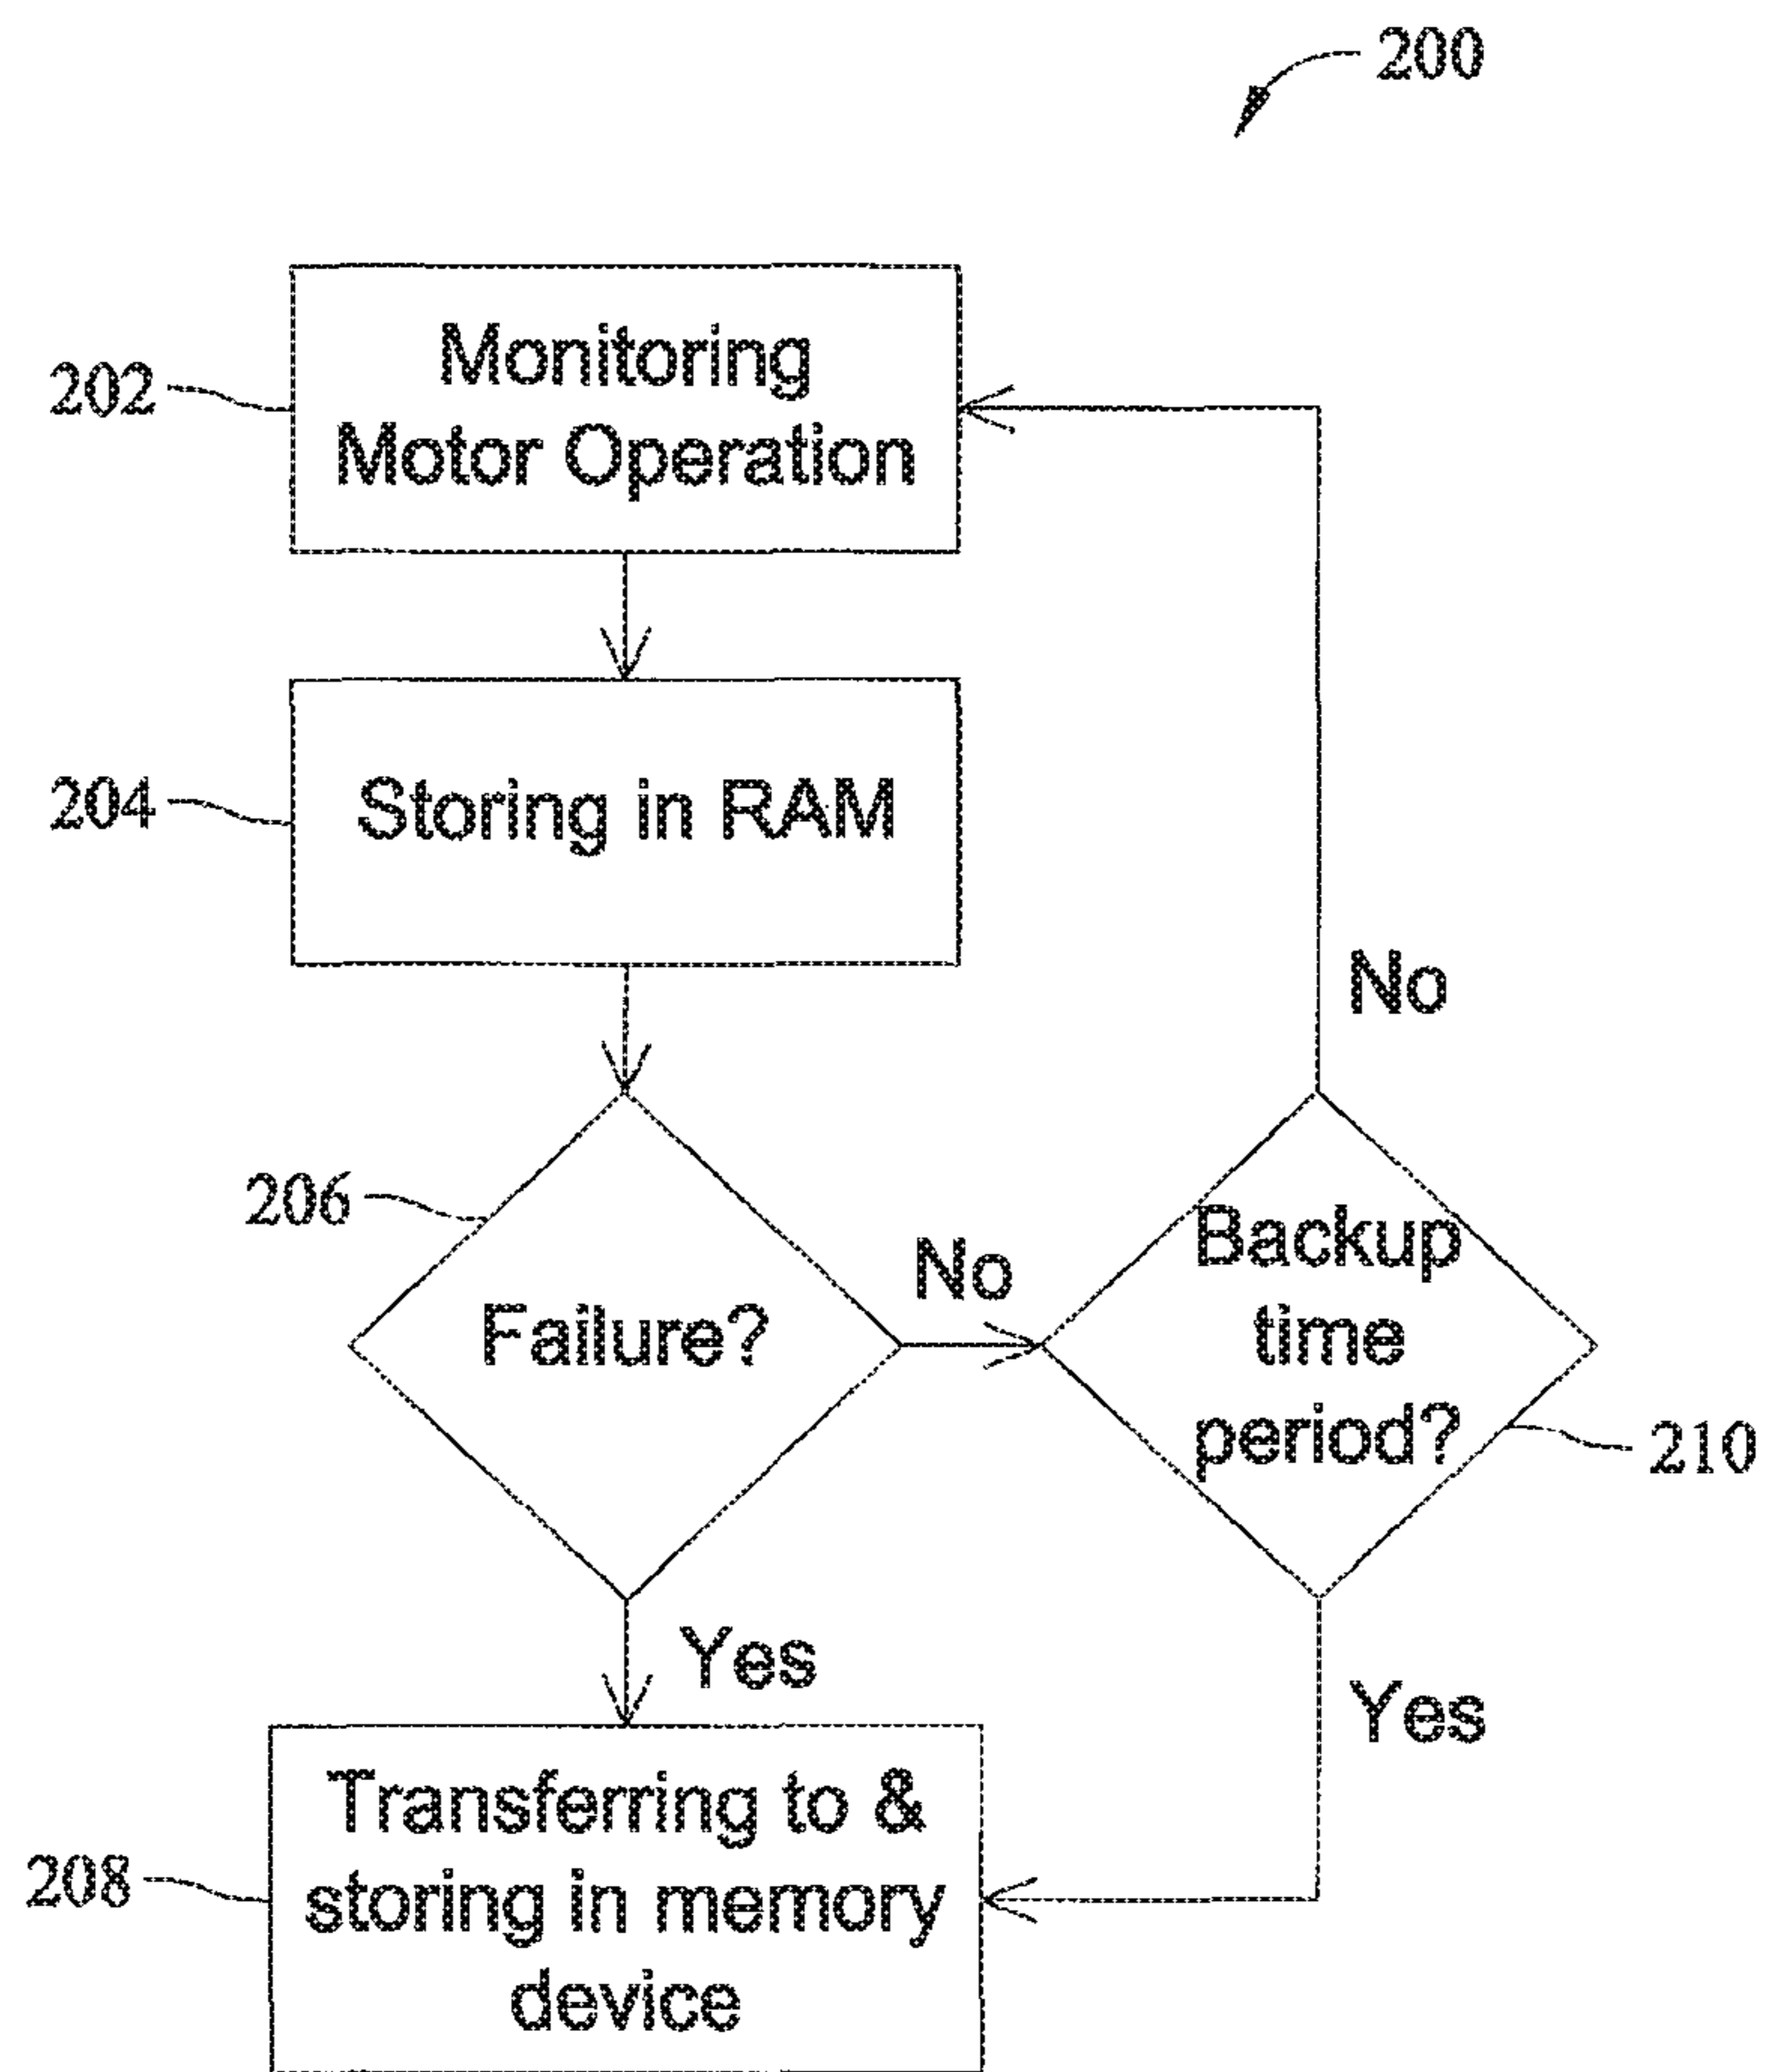 200
Monitoring
Motor Operation
202
Storing in RAM
204
No
206
Failure?
No
Backup
time
period?
210
Yes
Yes
Transferring to &
storing in memory
device
208